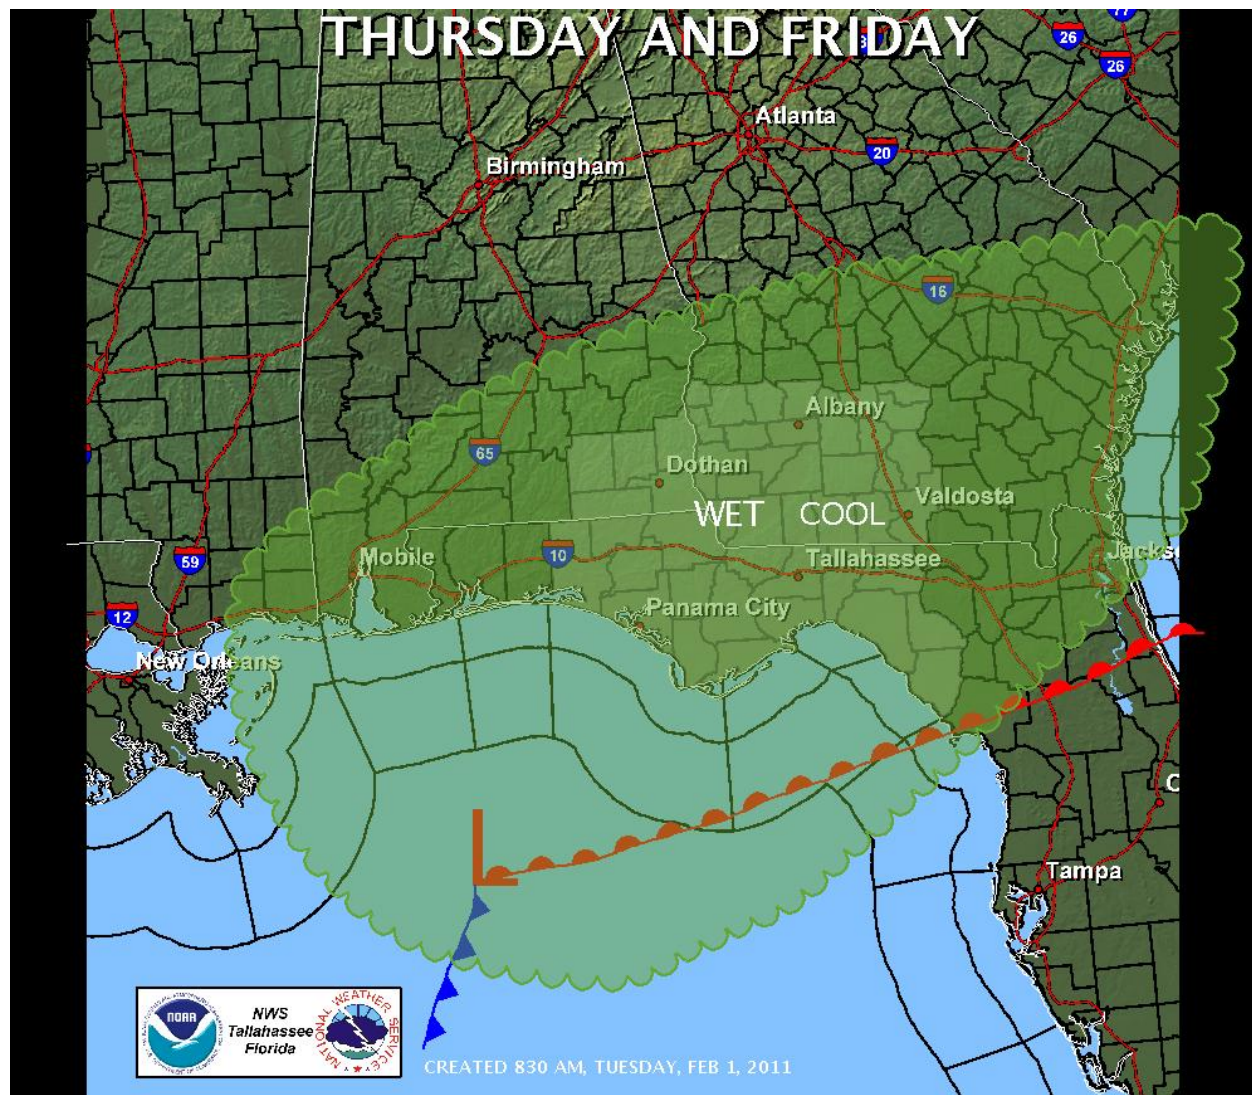 THURSDAY AND FRIDAY
26
26
Atlanta
20
Birmingham
16
Albany
65
Dothan
Valdosta
WET COOL
59
Mobile
10
Tallahassee
Jacks
12
Panama City
New Orleans
L
Tampa
NOAA
NWS
Tallahassee
Florida
NATIONAL WEATHER SERVICE
CREATED 830 AM, TUESDAY, FEB 1, 2011